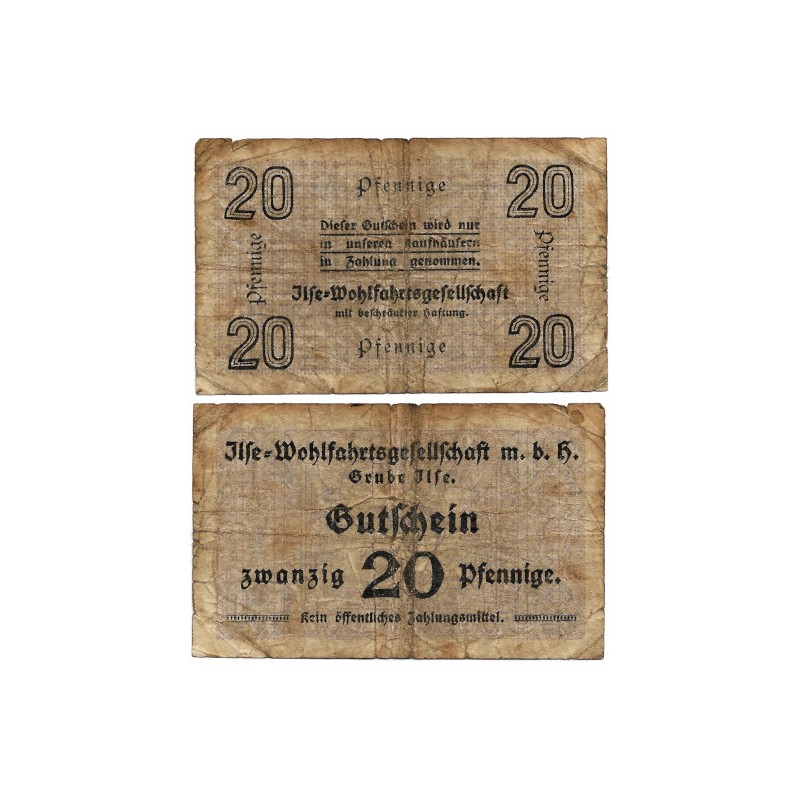 20 Pfennige 20
Dieser Gutschein wird nur
in unseren Kaufhäusern
in Zahlung genommen.
Pfennige
Pfennige
Ilse-Wohlfahrtsgesellschaft
mit beschränkter Haftung.
20 Pfennige 20
Ilse-Wohlfahrtsgesellschaft m. b. H.
Grube Ilse.
Gutschein
zwanzig 20 Pfennige.
Kein öffentliches Zahlungsmittel.